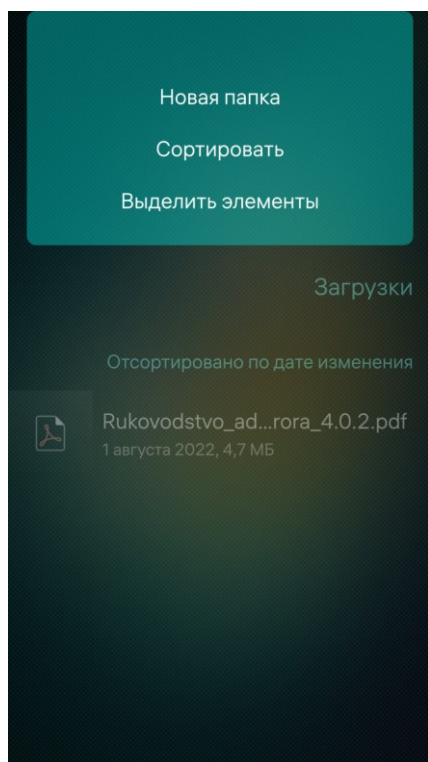 Новая папка
Сортировать
Выделить элементы
Загрузки
Отсортировано по дате изменения
Rukovodstvo_ad...rora_4.0.2.pdf
1 августа 2022, 4,7 МБ